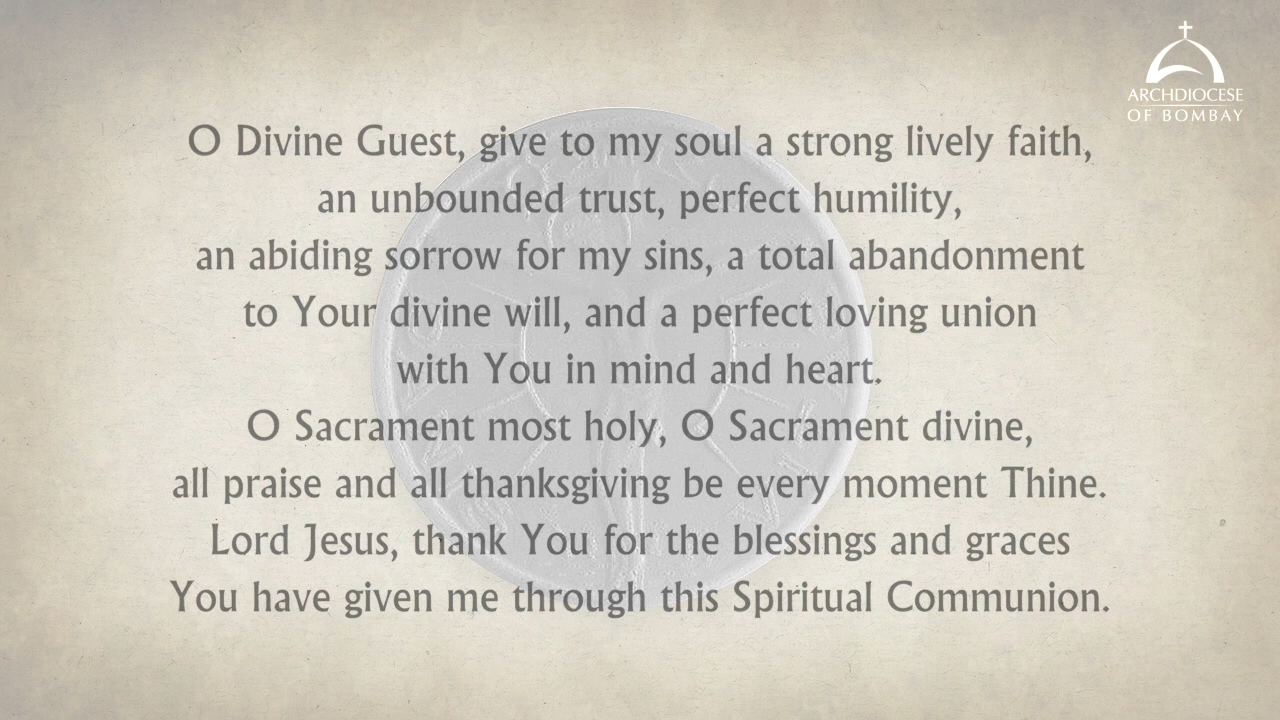 ARCHDIOCESE
OF BOMBAY
O Divine Guest, give to my soul a strong lively faith,
an unbounded trust, perfect humility,
an abiding sorrow for my sins, a total abandonment
to Your divine will, and a perfect loving union
with You in mind and heart.
O Sacrament most holy, O Sacrament divine,
all praise and all thanksgiving be every moment Thine.
Lord Jesus, thank You for the blessings and graces
You have given me through this Spiritual Communion.